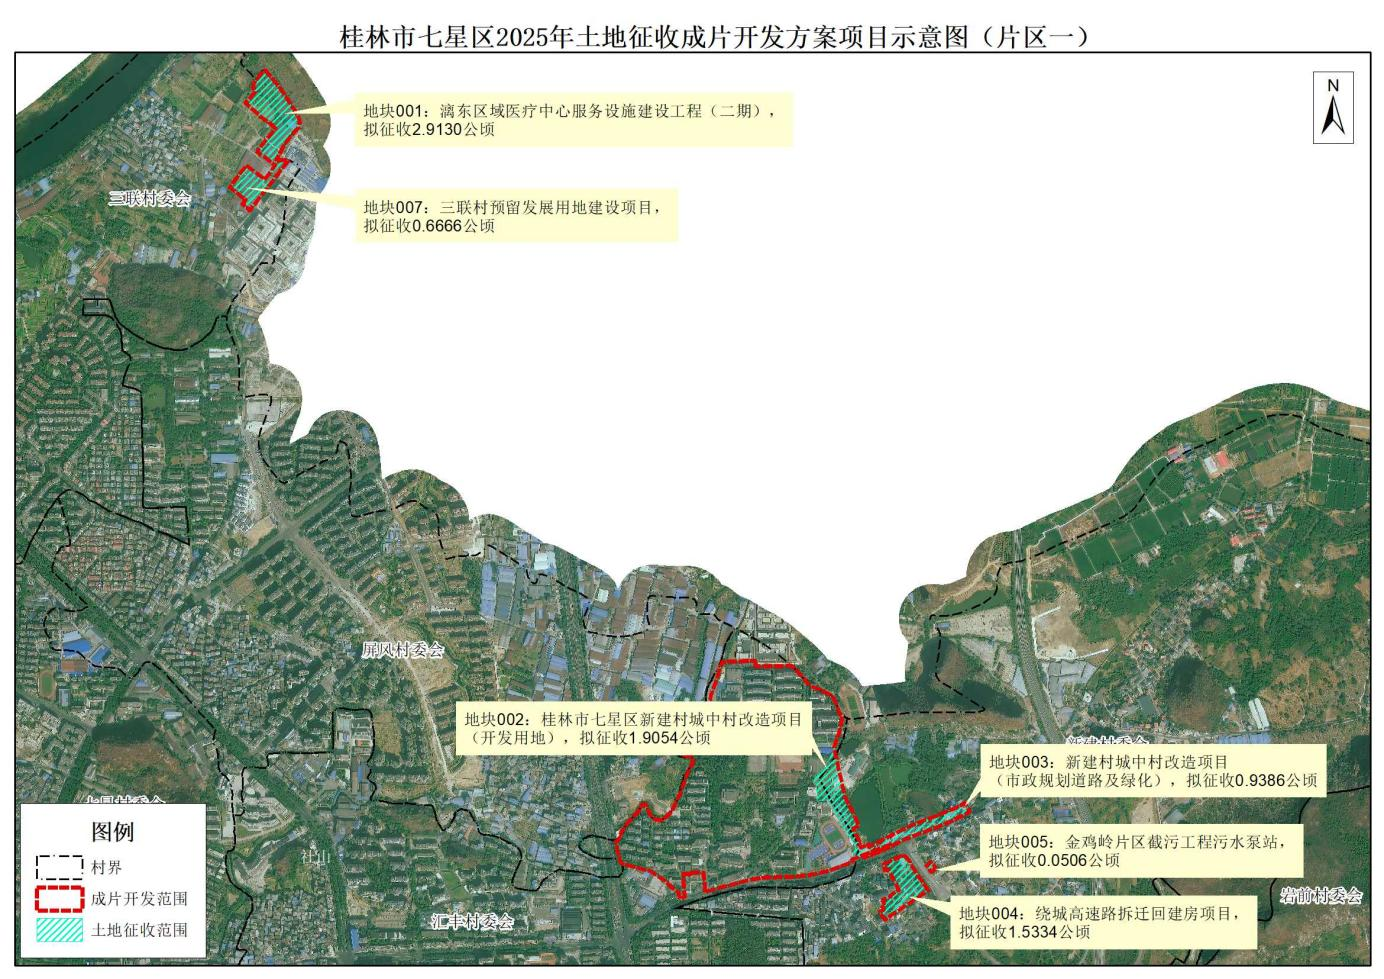 桂林市七星区2025年土地征收成片开发方案项目示意图（片区一）
N
地块001：漓东区域医疗中心服务设施建设工程（二期），
拟征收2.9130公顷
三联村委会
地块007：三联村预留发展用地建设项目，
拟征收0.6666公顷
屏风村委会
地块002：桂林市七星区新建村城中村改造项目
（开发用地），拟征收1.9054公顷
新建村委会
地块003：新建村城中村改造项目
（市政规划道路及绿化），拟征收0.9386公顷
七星村委会
地块005：金鸡岭片区截污工程污水泵站，
拟征收0.0506公顷
岩前村委会
地块004：绕城高速路拆迁回建房项目，
拟征收1.5334公顷
汇丰村委会
图例
村界
成片开发范围
土地征收范围